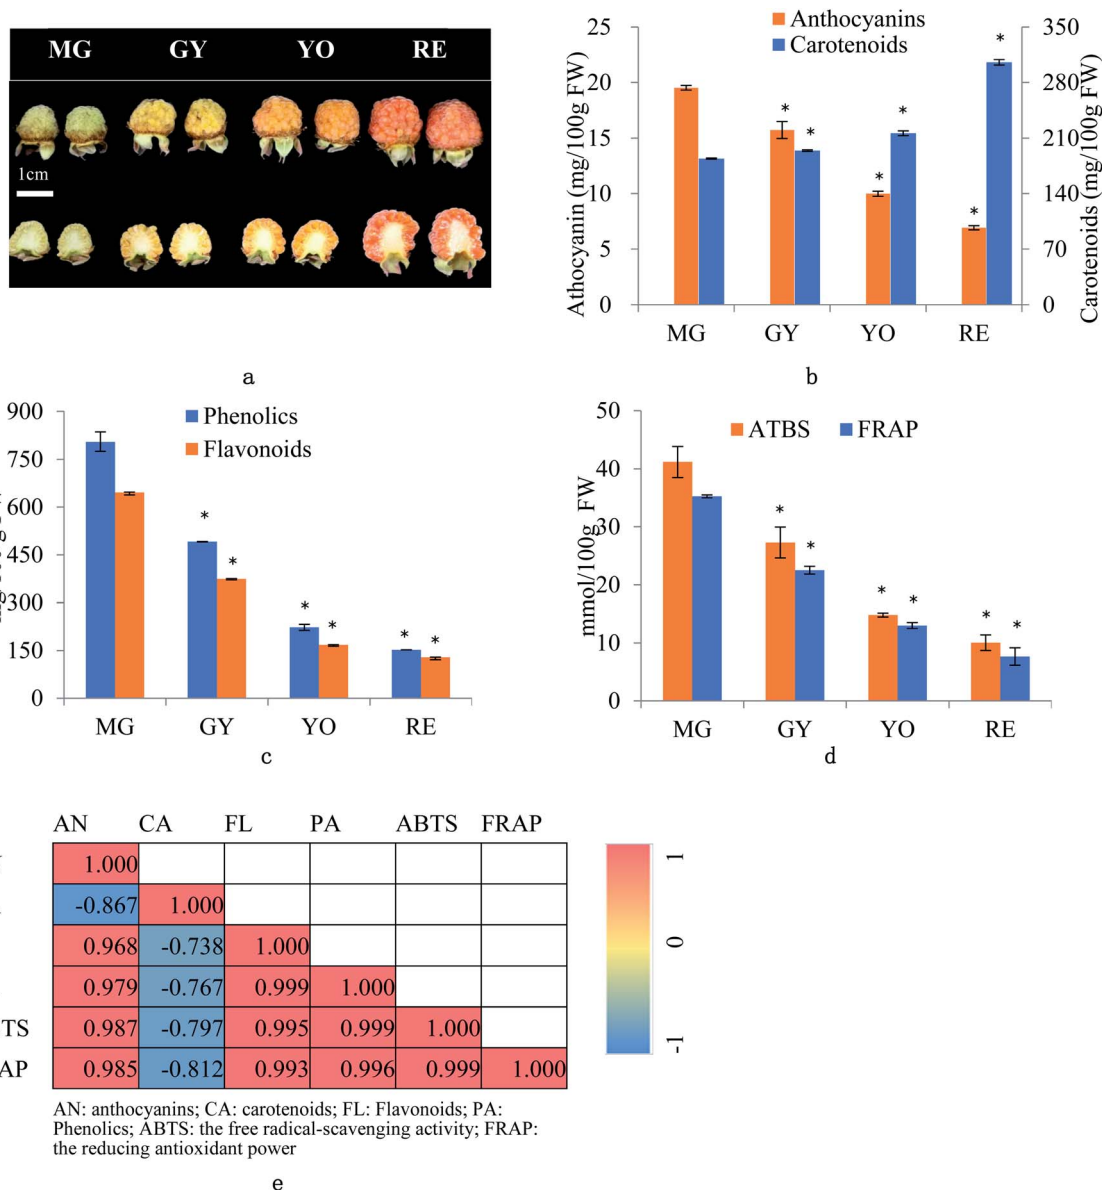 MG GY YO RE
1cm
a
Anthocyanins
Carotenoids
Athocyanin (mg/100g FW)
25
20
15
10
5
0
350
280
210
140
70
0
Carotenoids (mg/100g FW)
* * * * * *
MG GY YO RE
b
900
750
600
450
300
150
0
Phenolics
Flavonoids
* * * * * *
MG GY YO RE
c
50
40
30
20
10
0
mmol/100g FW
ATBS FRAP
* * * * * *
MG GY YO RE
d
AN CA FL PA ABTS FRAP
1.000
-0.867 1.000
0.968 -0.738 1.000
0.979 -0.767 0.999 1.000
TS 0.987 -0.797 0.995 0.999 1.000
AP 0.985 -0.812 0.993 0.996 0.999 1.000
1
0
-1
AN: anthocyanins; CA: carotenoids; FL: Flavonoids; PA:
Phenolics; ABTS: the free radical-scavenging activity; FRAP:
the reducing antioxidant power
e